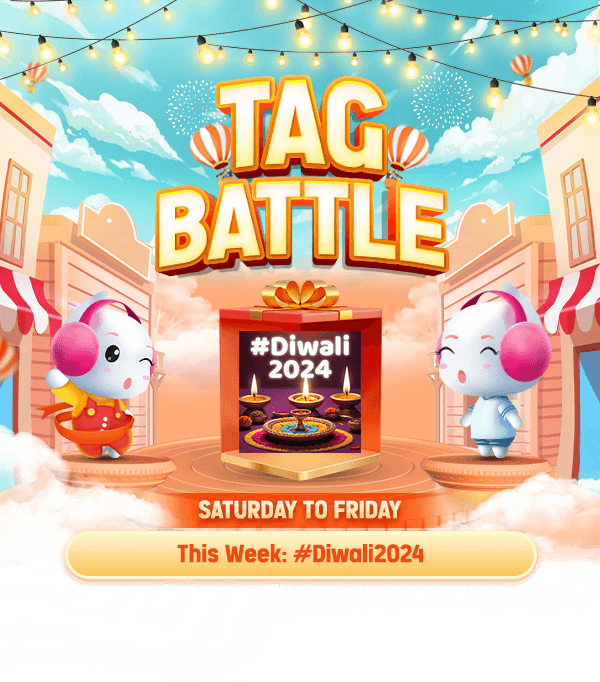 TAG
BATTLE
#Diwali
2024
SATURDAY TO FRIDAY
This Week: #Diwali2024